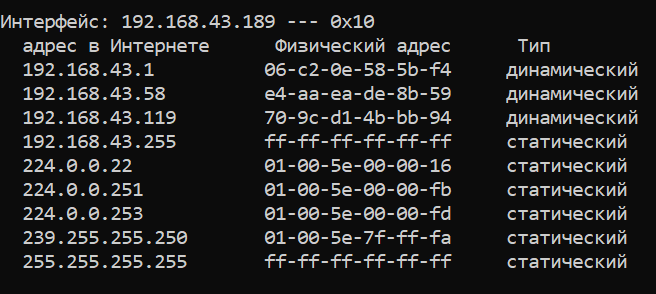 Интерфейс: 192.168.43.189 --- 0x10
адрес в Интернете Физический адрес Тип
192.168.43.1 06-c2-0e-58-5b-f4 динамический
192.168.43.58 e4-aa-ea-de-8b-59 динамический
192.168.43.119 70-9c-d1-4b-bb-94 динамический
192.168.43.255 ff-ff-ff-ff-ff-ff статический
224.0.0.22 01-00-5e-00-00-16 статический
224.0.0.251 01-00-5e-00-00-fb статический
224.0.0.253 01-00-5e-00-00-fd статический
239.255.255.250 01-00-5e-7f-ff-fa статический
255.255.255.255 ff-ff-ff-ff-ff-ff статический